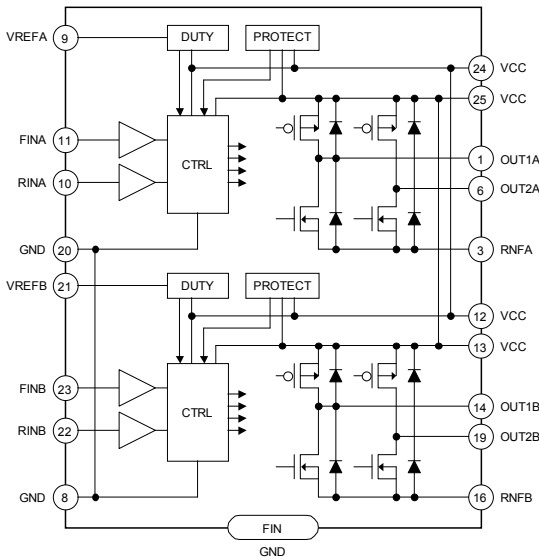 VREFA 9 DUTY PROTECT
24 VCC
25 VCC
FINA 11
CTRL
1 OUT1A
RINA 10
6 OUT2A
GND 20
3 RNFA
VREFB 21 DUTY PROTECT
12 VCC
13 VCC
FINB 23
CTRL
14 OUT1B
RINB 22
19 OUT2B
GND 8
16 RNFB
FIN
GND